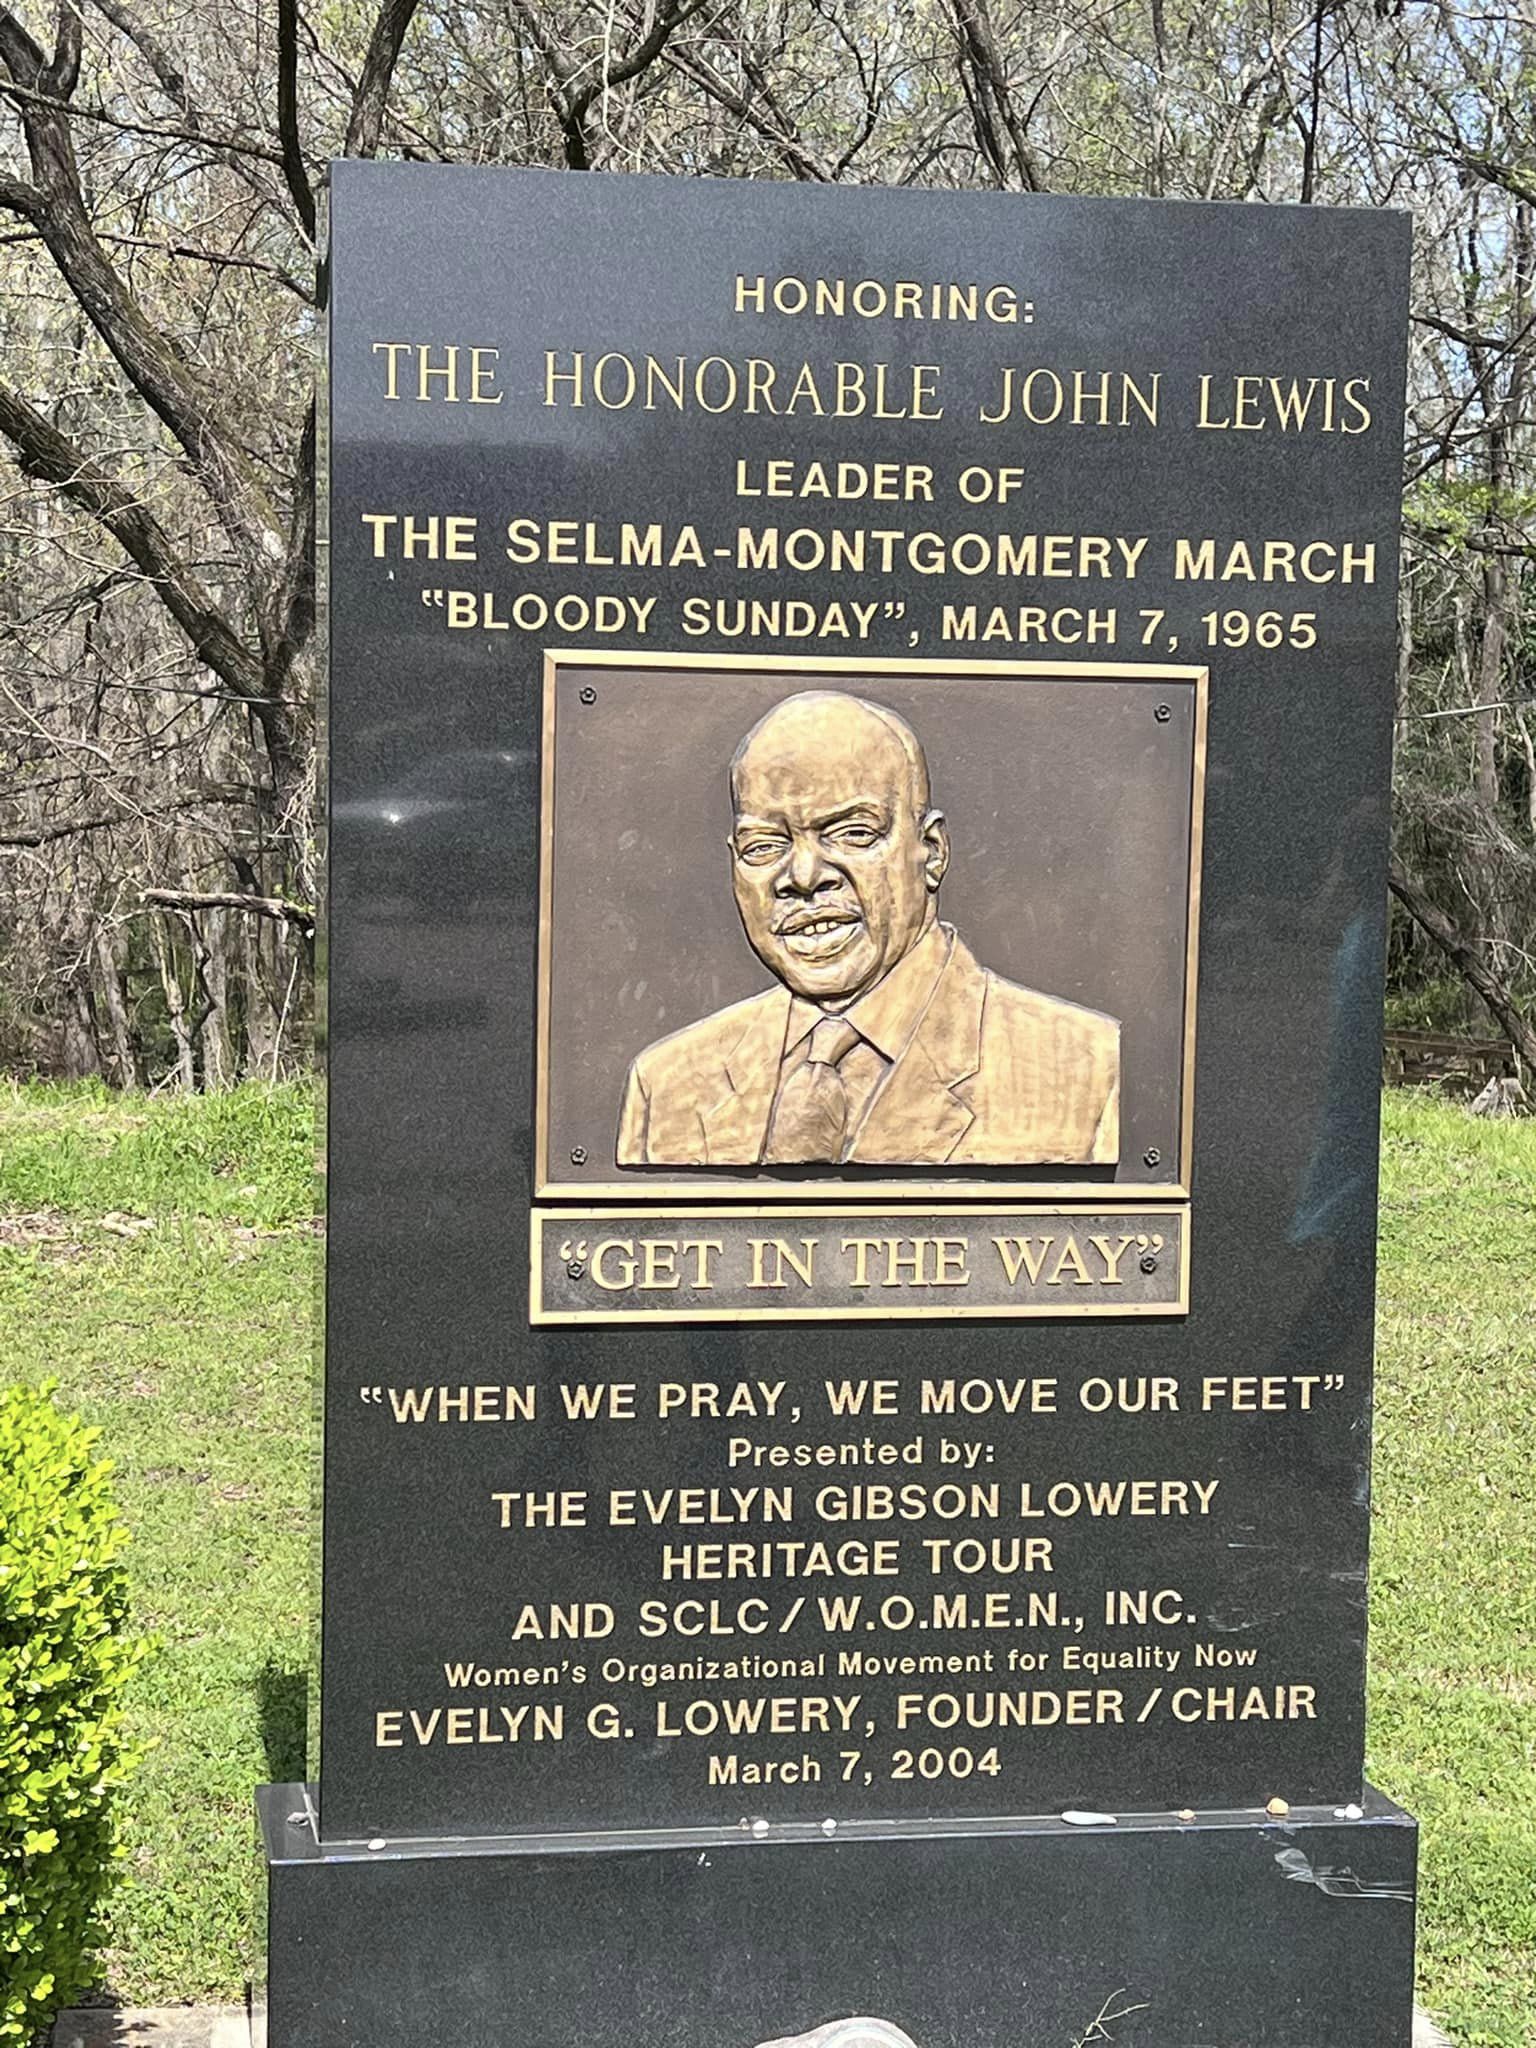 HONORING:
THE HONORABLE JOHN LEWIS
LEADER OF
THE SELMA-MONTGOMERY MARCH
“BLOODY SUNDAY”, MARCH 7, 1965
“GET IN THE WAY”
“WHEN WE PRAY, WE MOVE OUR FEET”
Presented by:
THE EVELYN GIBSON LOWERY
HERITAGE TOUR
AND SCLC/W.O.M.E.N., INC.
Women’s Organizational Movement for Equality Now
EVELYN G. LOWERY, FOUNDER/CHAIR
March 7, 2004